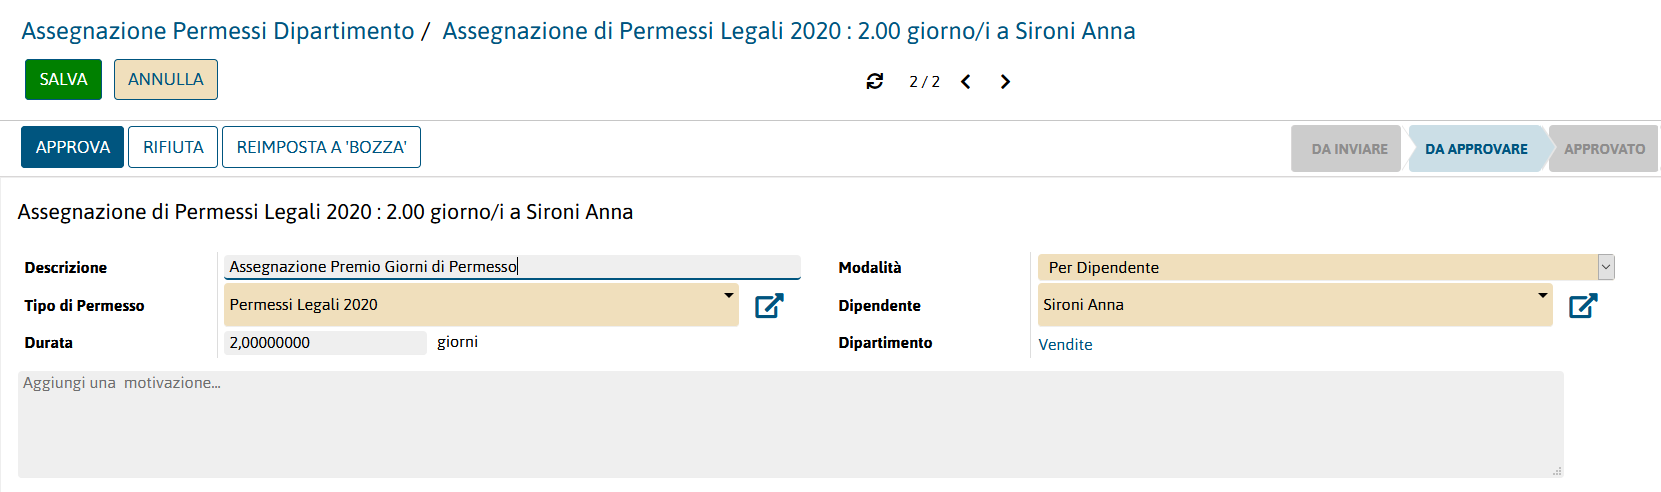 Assegnazione Permessi Dipartimento / Assegnazione di Permessi Legali 2020 : 2.00 giorno/i a Sironi Anna
SALVA ANNULLA 2 / 2
APPROVA RIFIUTA REIMPOSTA A 'BOZZA' DA INVIARE DA APPROVARE APPROVATO
Assegnazione di Permessi Legali 2020 : 2.00 giorno/i a Sironi Anna
Descrizione Assegnazione Premio Giorni di Permesso Modalità Per Dipendente
Tipo di Permesso Permessi Legali 2020 Dipendente Sironi Anna
Durata 2,00000000 giorni Dipartimento Vendite
Aggiungi una motivazione...